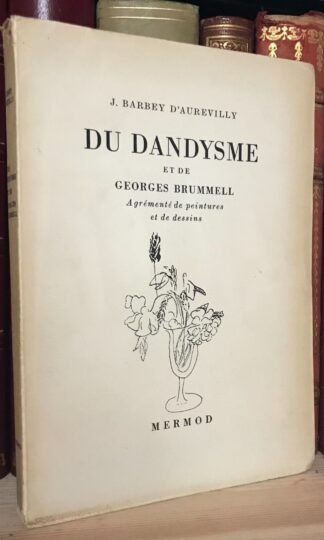 J. BARBEY D'AUREVILLY
DU DANDYSME
ET DE
GEORGES BRUMMELL
Agrémenté de peintures
et de dessins
MERMOD